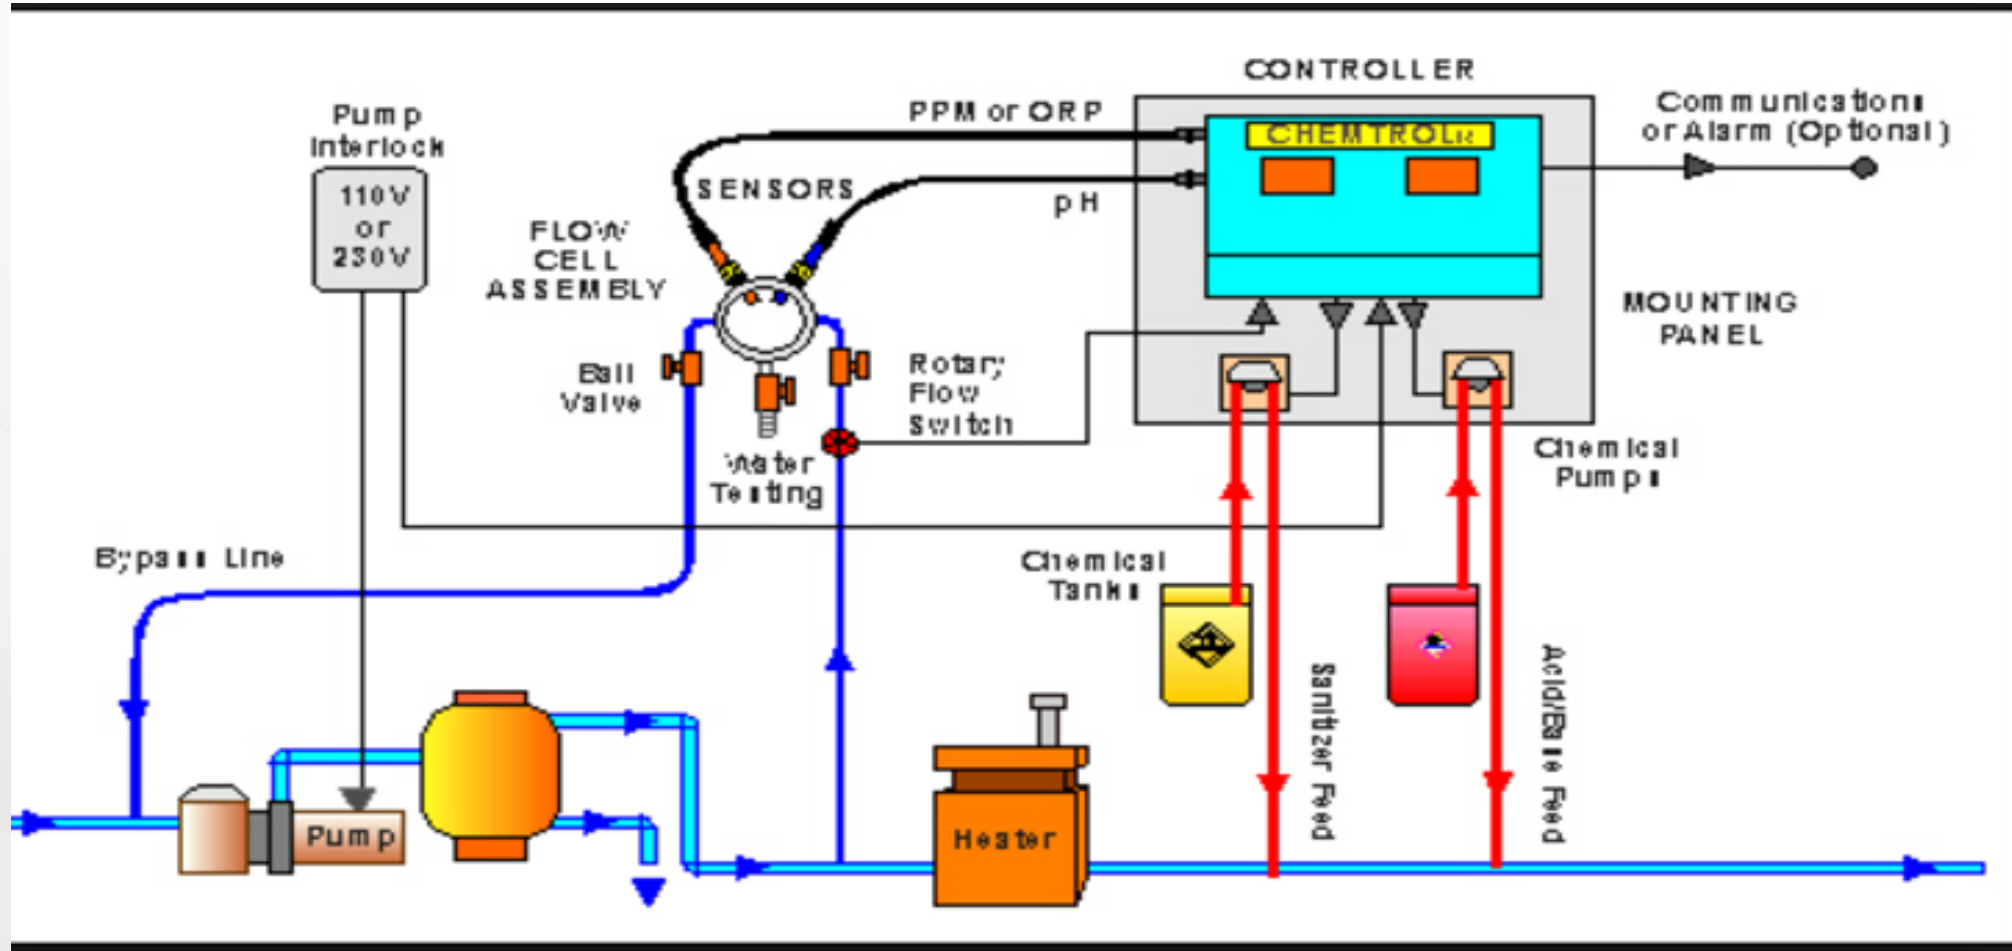 CONTROLLER
Pump
Interlock
110V
or
230V
PPM or ORP
CHEMTROL
Communications
or Alarm (Optional)
SENSORS
pH
FLOW
CELL
ASSEMBLY
MOUNTING
PANEL
Ball
Valve
Rotary
Flow
Switch
Water
Testing
Chemical
Pumps
Bypass Line
Chemical
Tanks
Sanitizer Feed
Acid/Base Feed
Pump
Heater